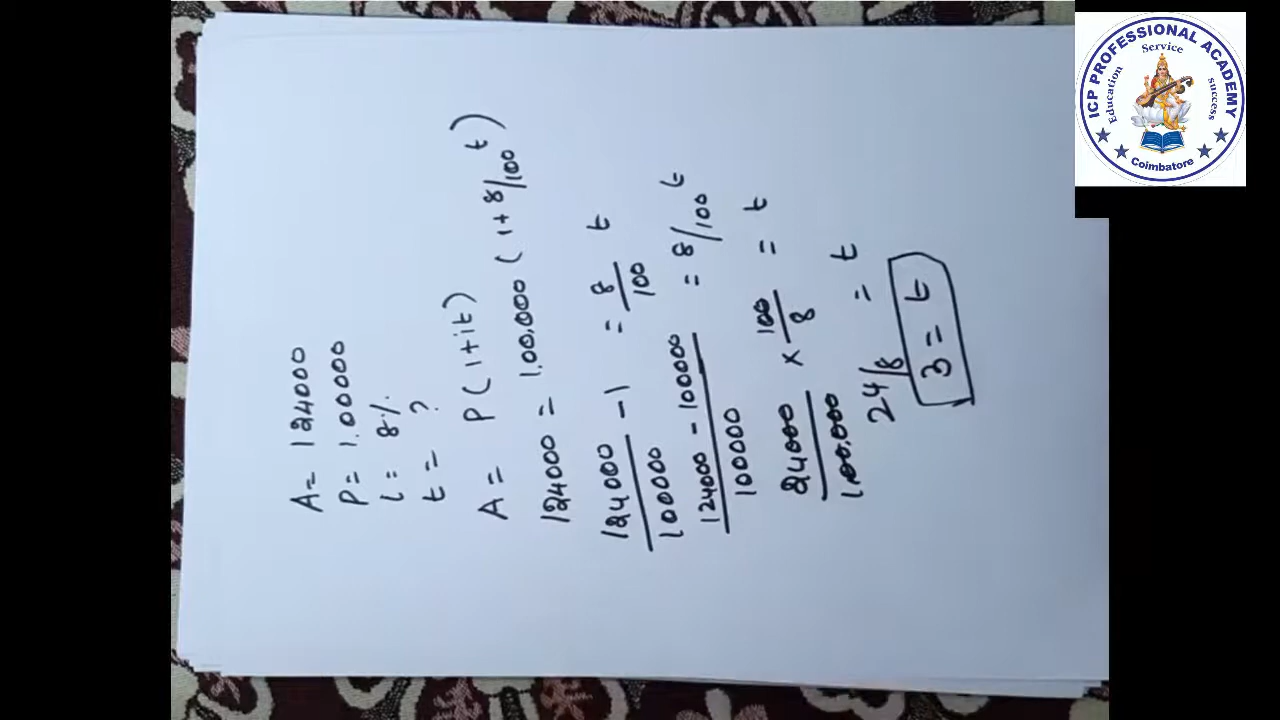 A = 124000
P = 1.00000
i = 8%
t = ?
A = P(1+it)
124000 = 1.00.000 (1+8/100 t)
124000/100000 - 1 = 8/100 t
124000 - 100000/100000 = 8/100 t
24000/1.00.000 x 100/8 = t
24/8 = t
3 = t
ICP PROFESSIONAL ACADEMY
Service
Education
success
Coimbatore